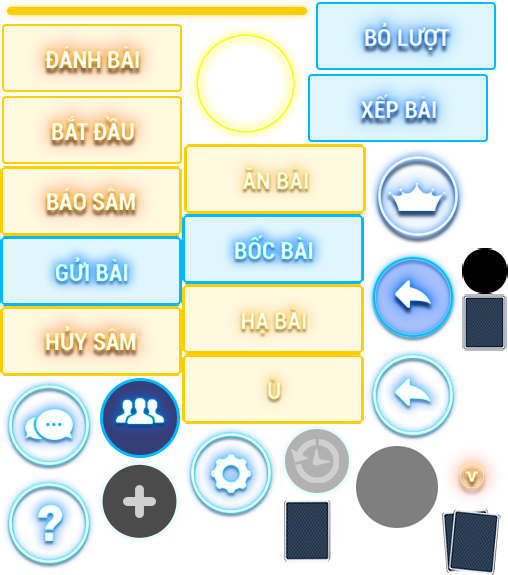 BỎ LƯỢT
ĐÁNH BÀI
XẾP BÀI
BẮT ĐẦU
ĂN BÀI
BÁO SÂM
BỐC BÀI
GỬI BÀI
HẠ BÀI
HỦY SÂM
Ù
?
V